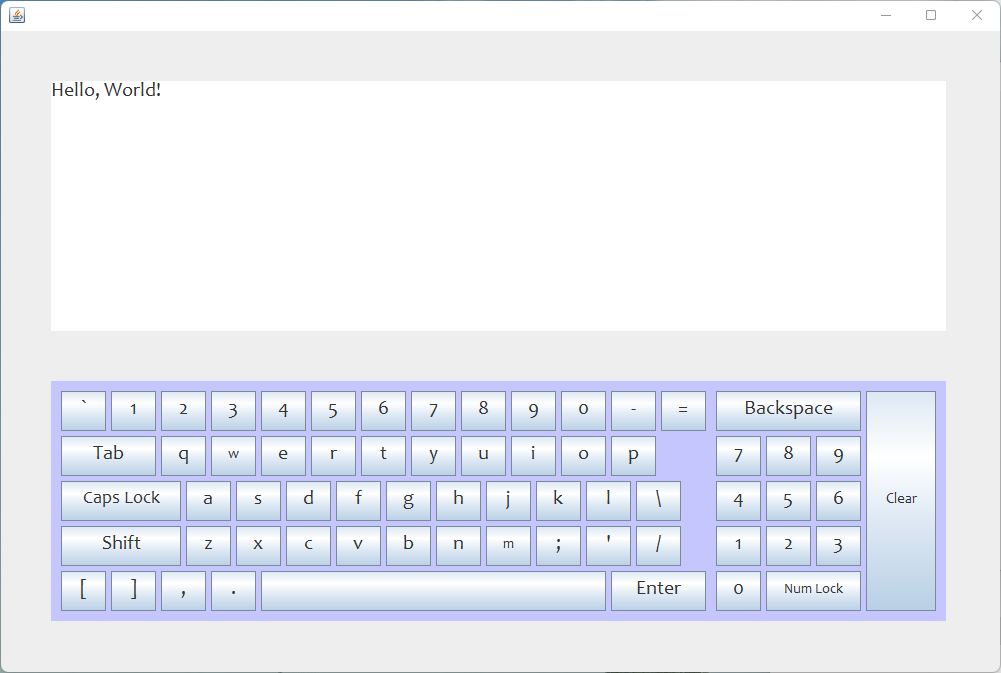 Hello, World!
` 1 2 3 4 5 6 7 8 9 0 - = Backspace
Tab q w e r t y u i o p 7 8 9
Caps Lock a s d f g h j k l \ 4 5 6 Clear
Shift z x c v b n m ; ' / 1 2 3
[ ] , . Enter 0 Num Lock